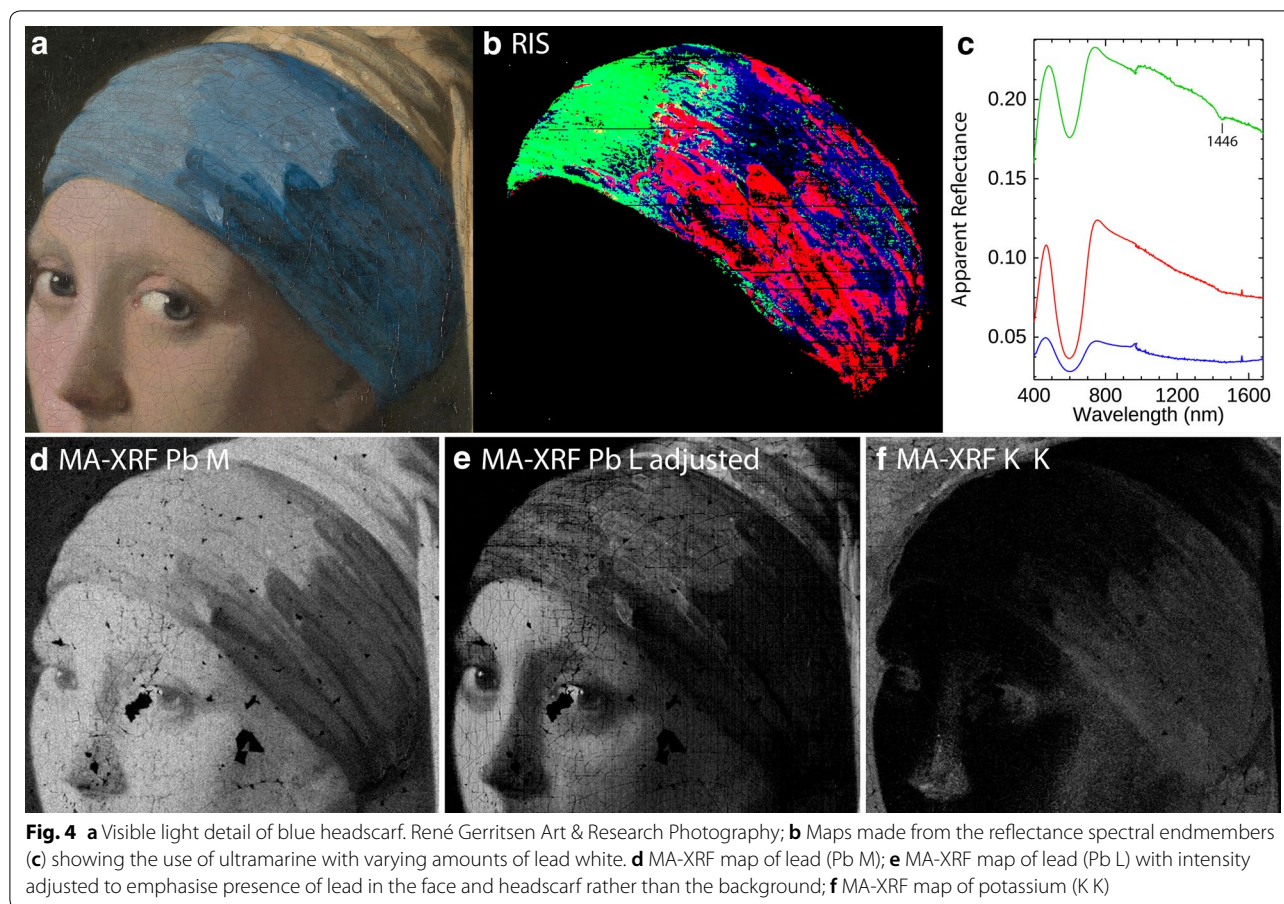 a
b RIS
c
0.20
0.15
0.10
0.05
Apparent Reflectance
1446
400 800 1200 1600
Wavelength (nm)
d MA-XRF Pb M
e MA-XRF Pb L adjusted
f MA-XRF K K
Fig. 4 a Visible light detail of blue headscarf. René Gerritsen Art & Research Photography; b Maps made from the reflectance spectral endmembers
(c) showing the use of ultramarine with varying amounts of lead white. d MA-XRF map of lead (Pb M); e MA-XRF map of lead (Pb L) with intensity
adjusted to emphasise presence of lead in the face and headscarf rather than the background; f MA-XRF map of potassium (K K)